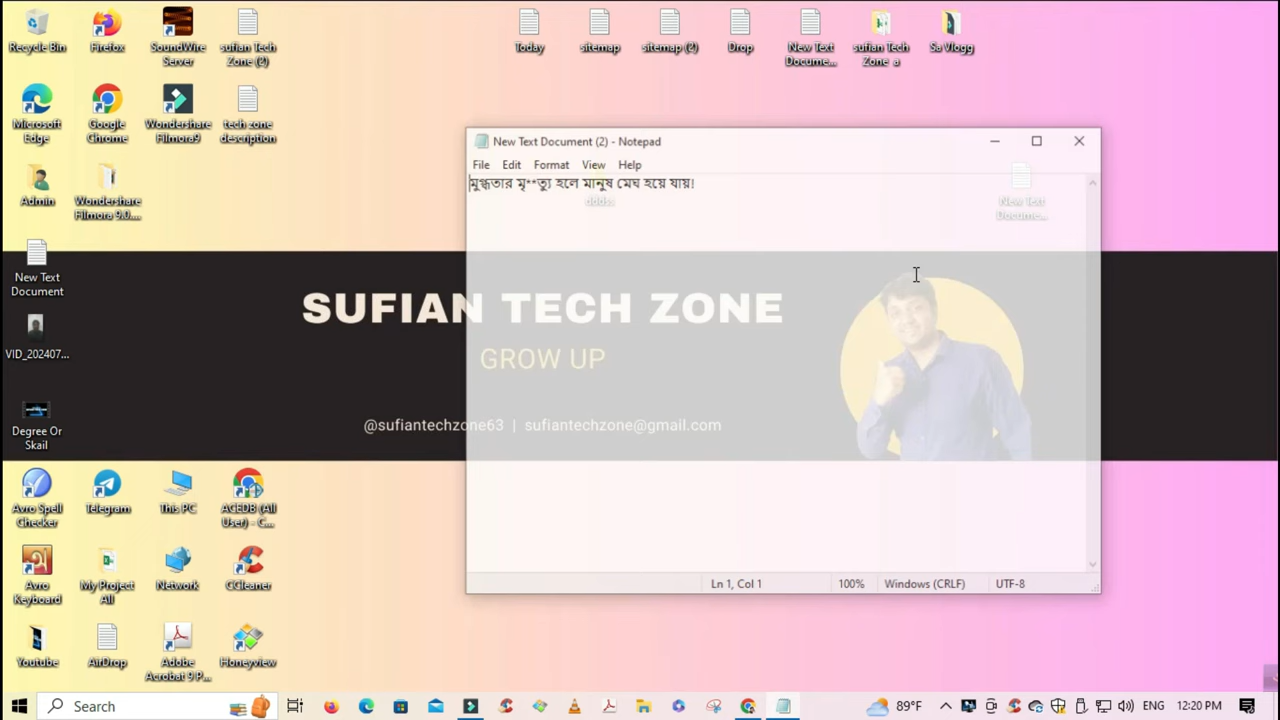 Recycle Bin
Firefox
SoundWire Server
sufian Tech Zone (2)
Today
sitemap
sitemap (2)
Drop
New Text Docume...
sufian Tech Zone a
Sa Vlogg
Microsoft Edge
Google Chrome
Wondershare Filmora9
tech zone description
New Text Document (2) - Notepad
File Edit Format View Help
মুগ্ধতার মৃ**ত্যু হলে মানুষ মেঘ হয়ে যায়!
Admin
Wondershare Filmora 9.0....
New Text Docume...
New Text Document
SUFIAN TECH ZONE
GROW UP
VID_202407...
@sufiantechzone63 | sufiantechzone@gmail.com
Degree Or Skail
Avro Spell Checker
Telegram
This PC
ACEDB (All User) - C...
Avro Keyboard
My Project All
Network
CCleaner
Ln 1, Col 1 100% Windows (CRLF) UTF-8
Youtube
AirDrop
Adobe Acrobat 9 P...
Honeyview
Search
89°F
ENG
12:20 PM